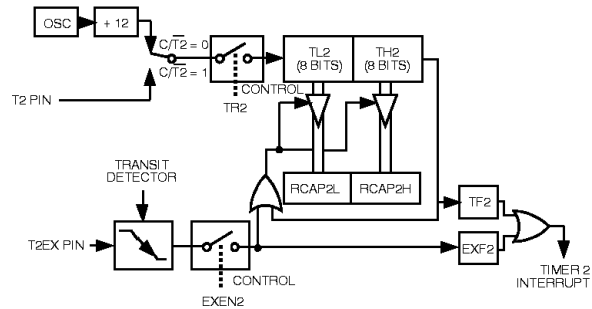 OSC
+ 12
C/T2 = 0
C/T2 = 1
T2 PIN
TR2
CONTROL
TL2
(8 BITS)
TH2
(8 BITS)
RCAP2L
RCAP2H
TRANSIT
DETECTOR
T2EX PIN
CONTROL
EXEN2
TF2
EXF2
TIMER 2
INTERRUPT